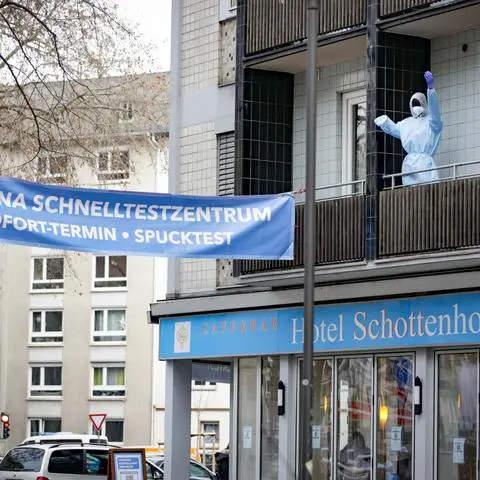 NA SCHNELLTESTZENTRUM
OFORT-TERMIN • SPUCKTEST
Hotel Schottenho